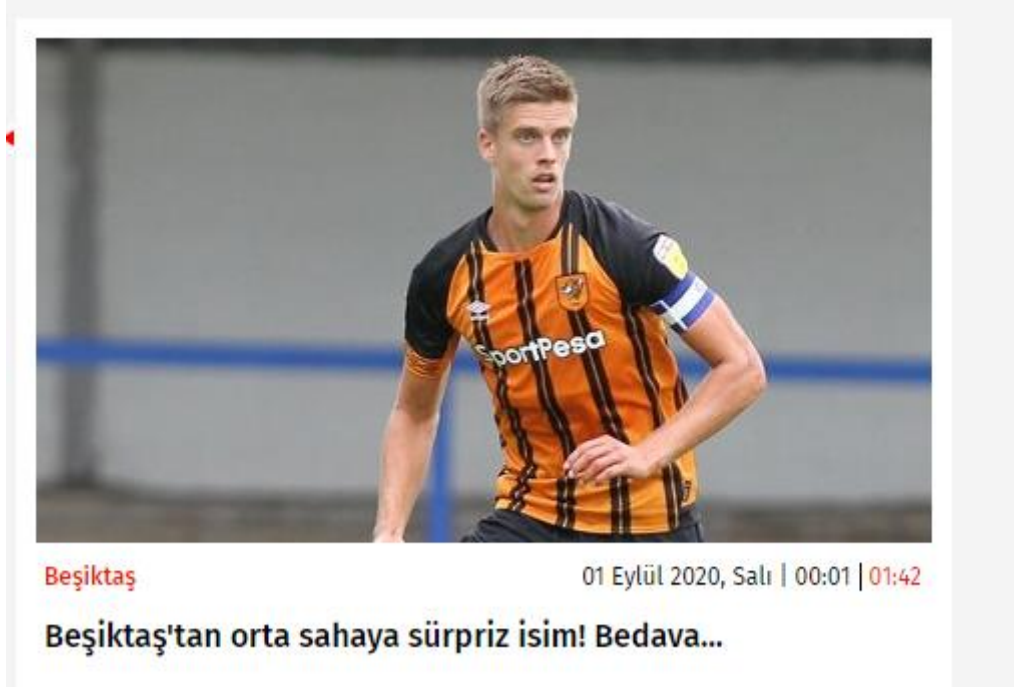 SportPesa
Beşiktaş
01 Eylül 2020, Salı | 00:01 | 01:42
Beşiktaş'tan orta sahaya sürpriz isim! Bedava...